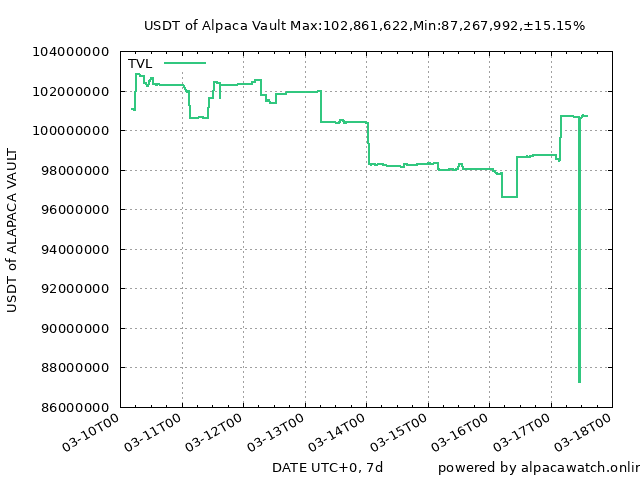 USDT of Alpaca Vault Max:102,861,622,Min:87,267,992,±15.15%
104000000
TVL
102000000
100000000
98000000
96000000
94000000
92000000
90000000
88000000
86000000
USDT of ALAPACA VAULT
03-10T00
03-11T00
03-12T00
03-13T00
03-14T00
03-15T00
03-16T00
03-17T00
03-18T00
DATE UTC+0, 7d
powered by alpacawatch.onlin